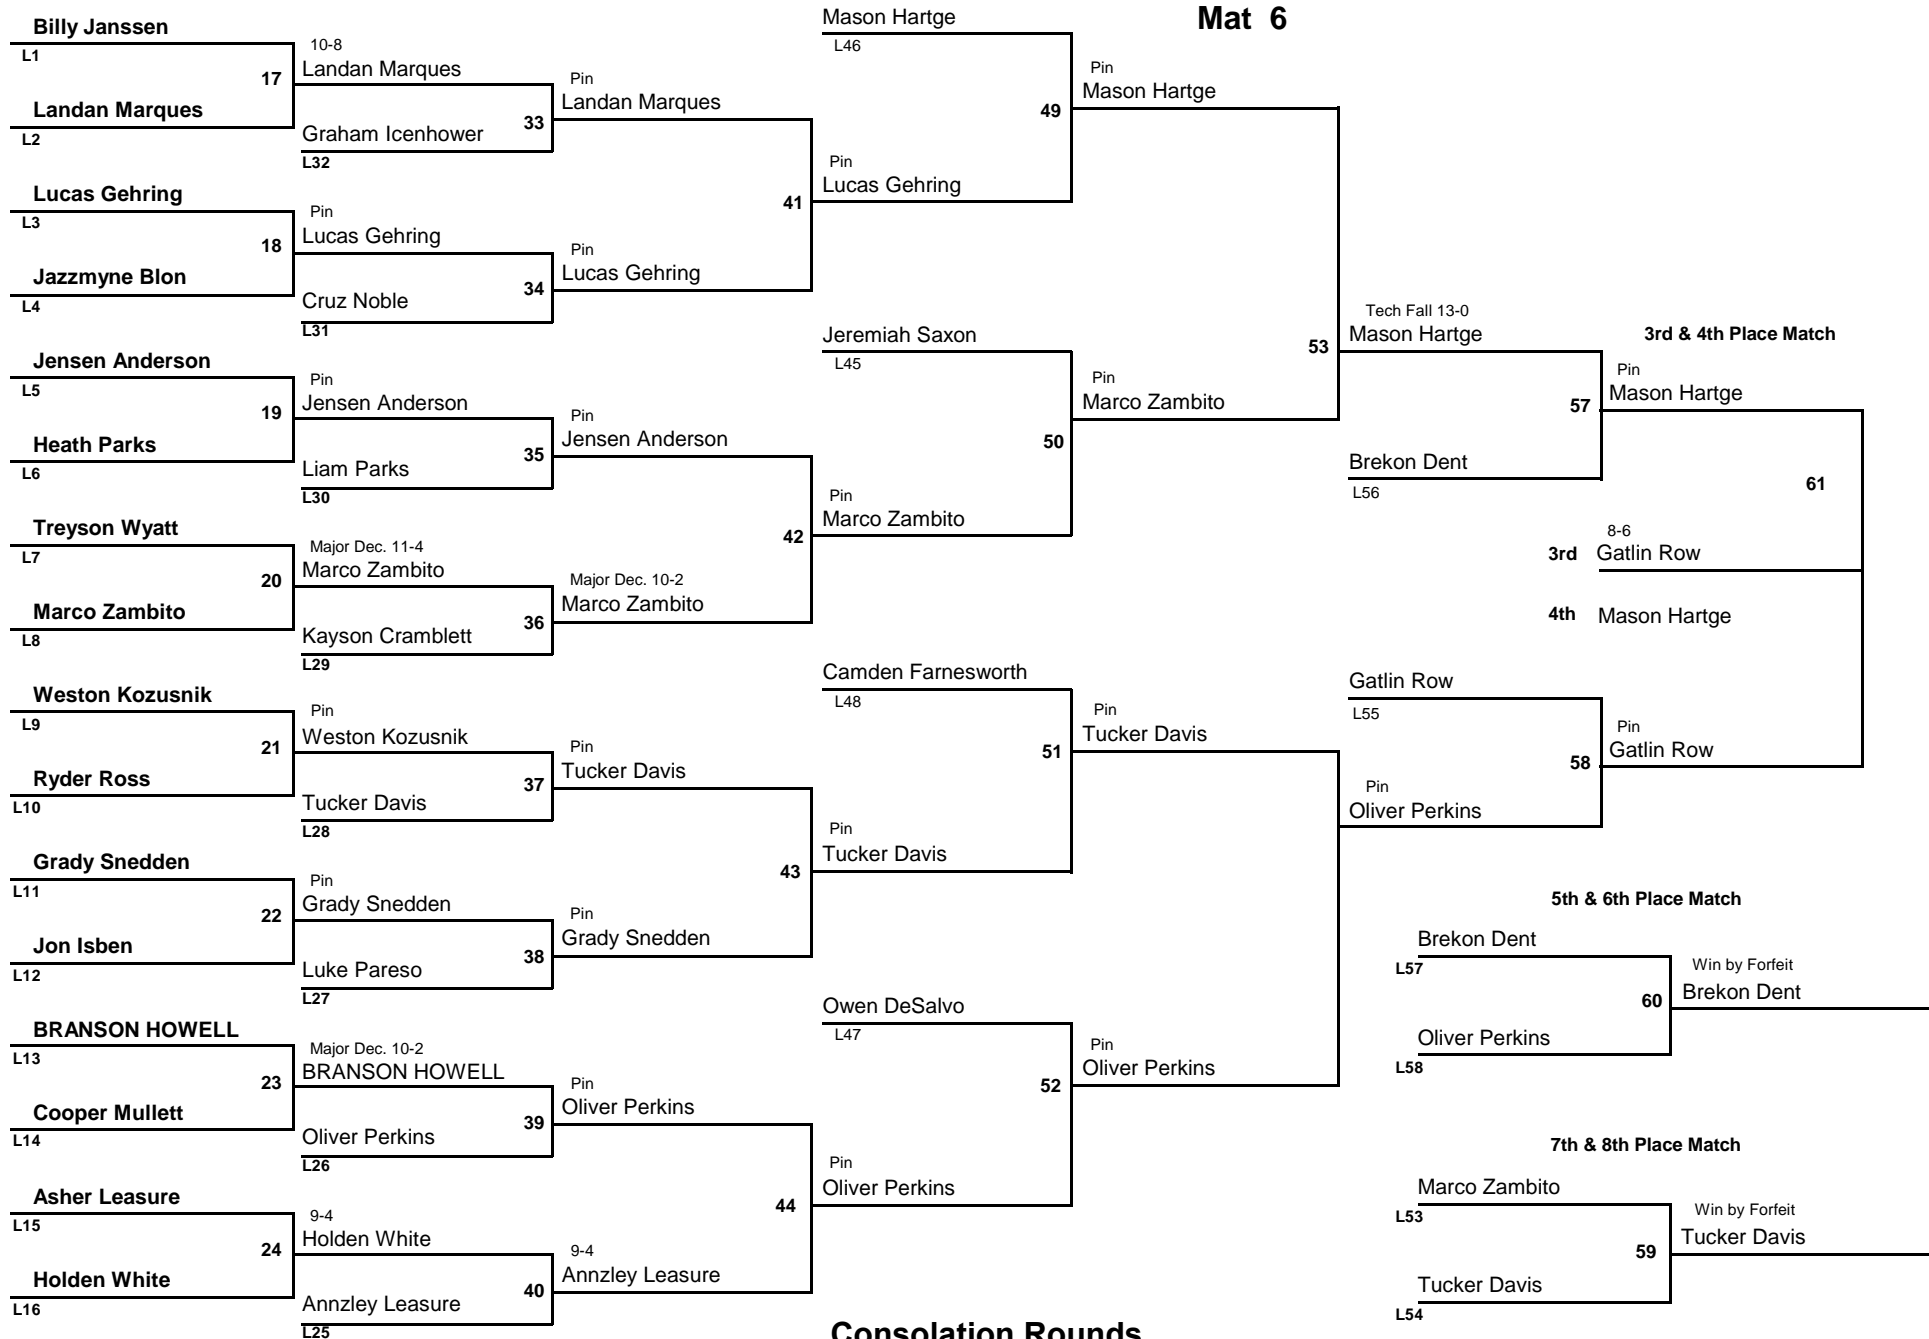 Mat 6
Billy Janssen
L1
17
Landan Marques
L2
Lucas Gehring
L3
18
Jazzmyne Blon
L4
Jensen Anderson
L5
19
Heath Parks
L6
Treyson Wyatt
L7
20
Marco Zambito
L8
Weston Kozusnik
L9
21
Ryder Ross
L10
Grady Snedden
L11
22
Jon Isben
L12
BRANSON HOWELL
L13
23
Cooper Mullett
L14
Asher Leasure
L15
24
Holden White
L16
10-8
Landan Marques
33
Graham Icenhower
L32
Pin
Lucas Gehring
34
Cruz Noble
L31
Pin
Jensen Anderson
35
Liam Parks
L30
Major Dec. 11-4
Marco Zambito
36
Kayson Cramblett
L29
Pin
Weston Kozusnik
37
Tucker Davis
L28
Pin
Grady Snedden
38
Luke Pareso
L27
Major Dec. 10-2
BRANSON HOWELL
39
Oliver Perkins
L26
9-4
Holden White
40
Annzley Leasure
L25
Pin
Landan Marques
41
Pin
Lucas Gehring
Pin
Jensen Anderson
42
Major Dec. 10-2
Marco Zambito
Pin
Tucker Davis
43
Pin
Grady Snedden
Pin
Oliver Perkins
44
9-4
Annzley Leasure
Mason Hartge
L46
49
Pin
Lucas Gehring
Jeremiah Saxon
L45
50
Pin
Marco Zambito
Camden Farnesworth
L48
51
Pin
Tucker Davis
Owen DeSalvo
L47
52
Pin
Oliver Perkins
Pin
Mason Hartge
53
Pin
Marco Zambito
Pin
Tucker Davis
Pin
Oliver Perkins
Tech Fall 13-0
Mason Hartge
57
Brekon Dent
L56
Gatlin Row
L55
58
Pin
Oliver Perkins
3rd & 4th Place Match
Pin
Mason Hartge
61
8-6
3rd Gatlin Row
4th Mason Hartge
Pin
Gatlin Row
5th & 6th Place Match
Brekon Dent
L57
60
Oliver Perkins
L58
Win by Forfeit
Brekon Dent
7th & 8th Place Match
Marco Zambito
L53
59
Tucker Davis
L54
Win by Forfeit
Tucker Davis
Consolation Rounds